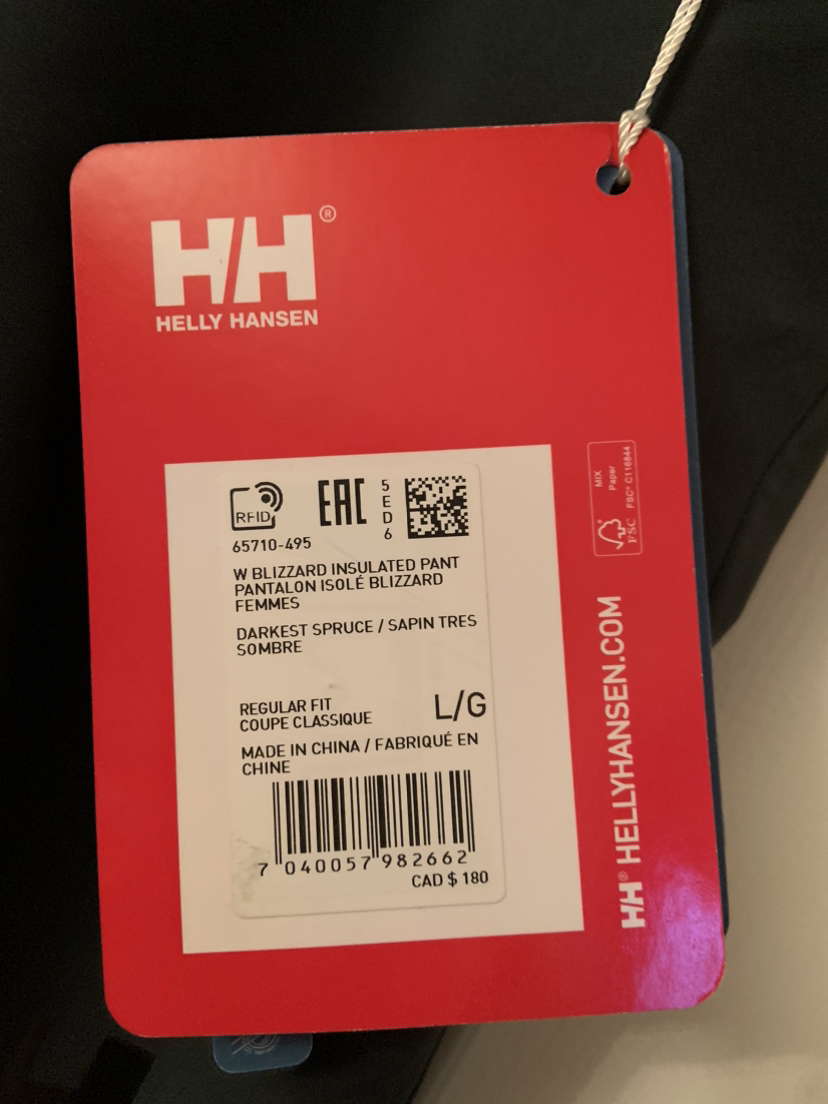 HH®
HELLY HANSEN
RFID
EAC
5
E
D
6
65710-495
W BLIZZARD INSULATED PANT
PANTALON ISOLÉ BLIZZARD
FEMMES
DARKEST SPRUCE / SAPIN TRES
SOMBRE
REGULAR FIT
COUPE CLASSIQUE
L/G
MADE IN CHINA / FABRIQUÉ EN
CHINE
7 040057 982662
CAD $ 180
MIX
Paper
FSC® C116844
FSC
HH® HELLYHANSEN.COM